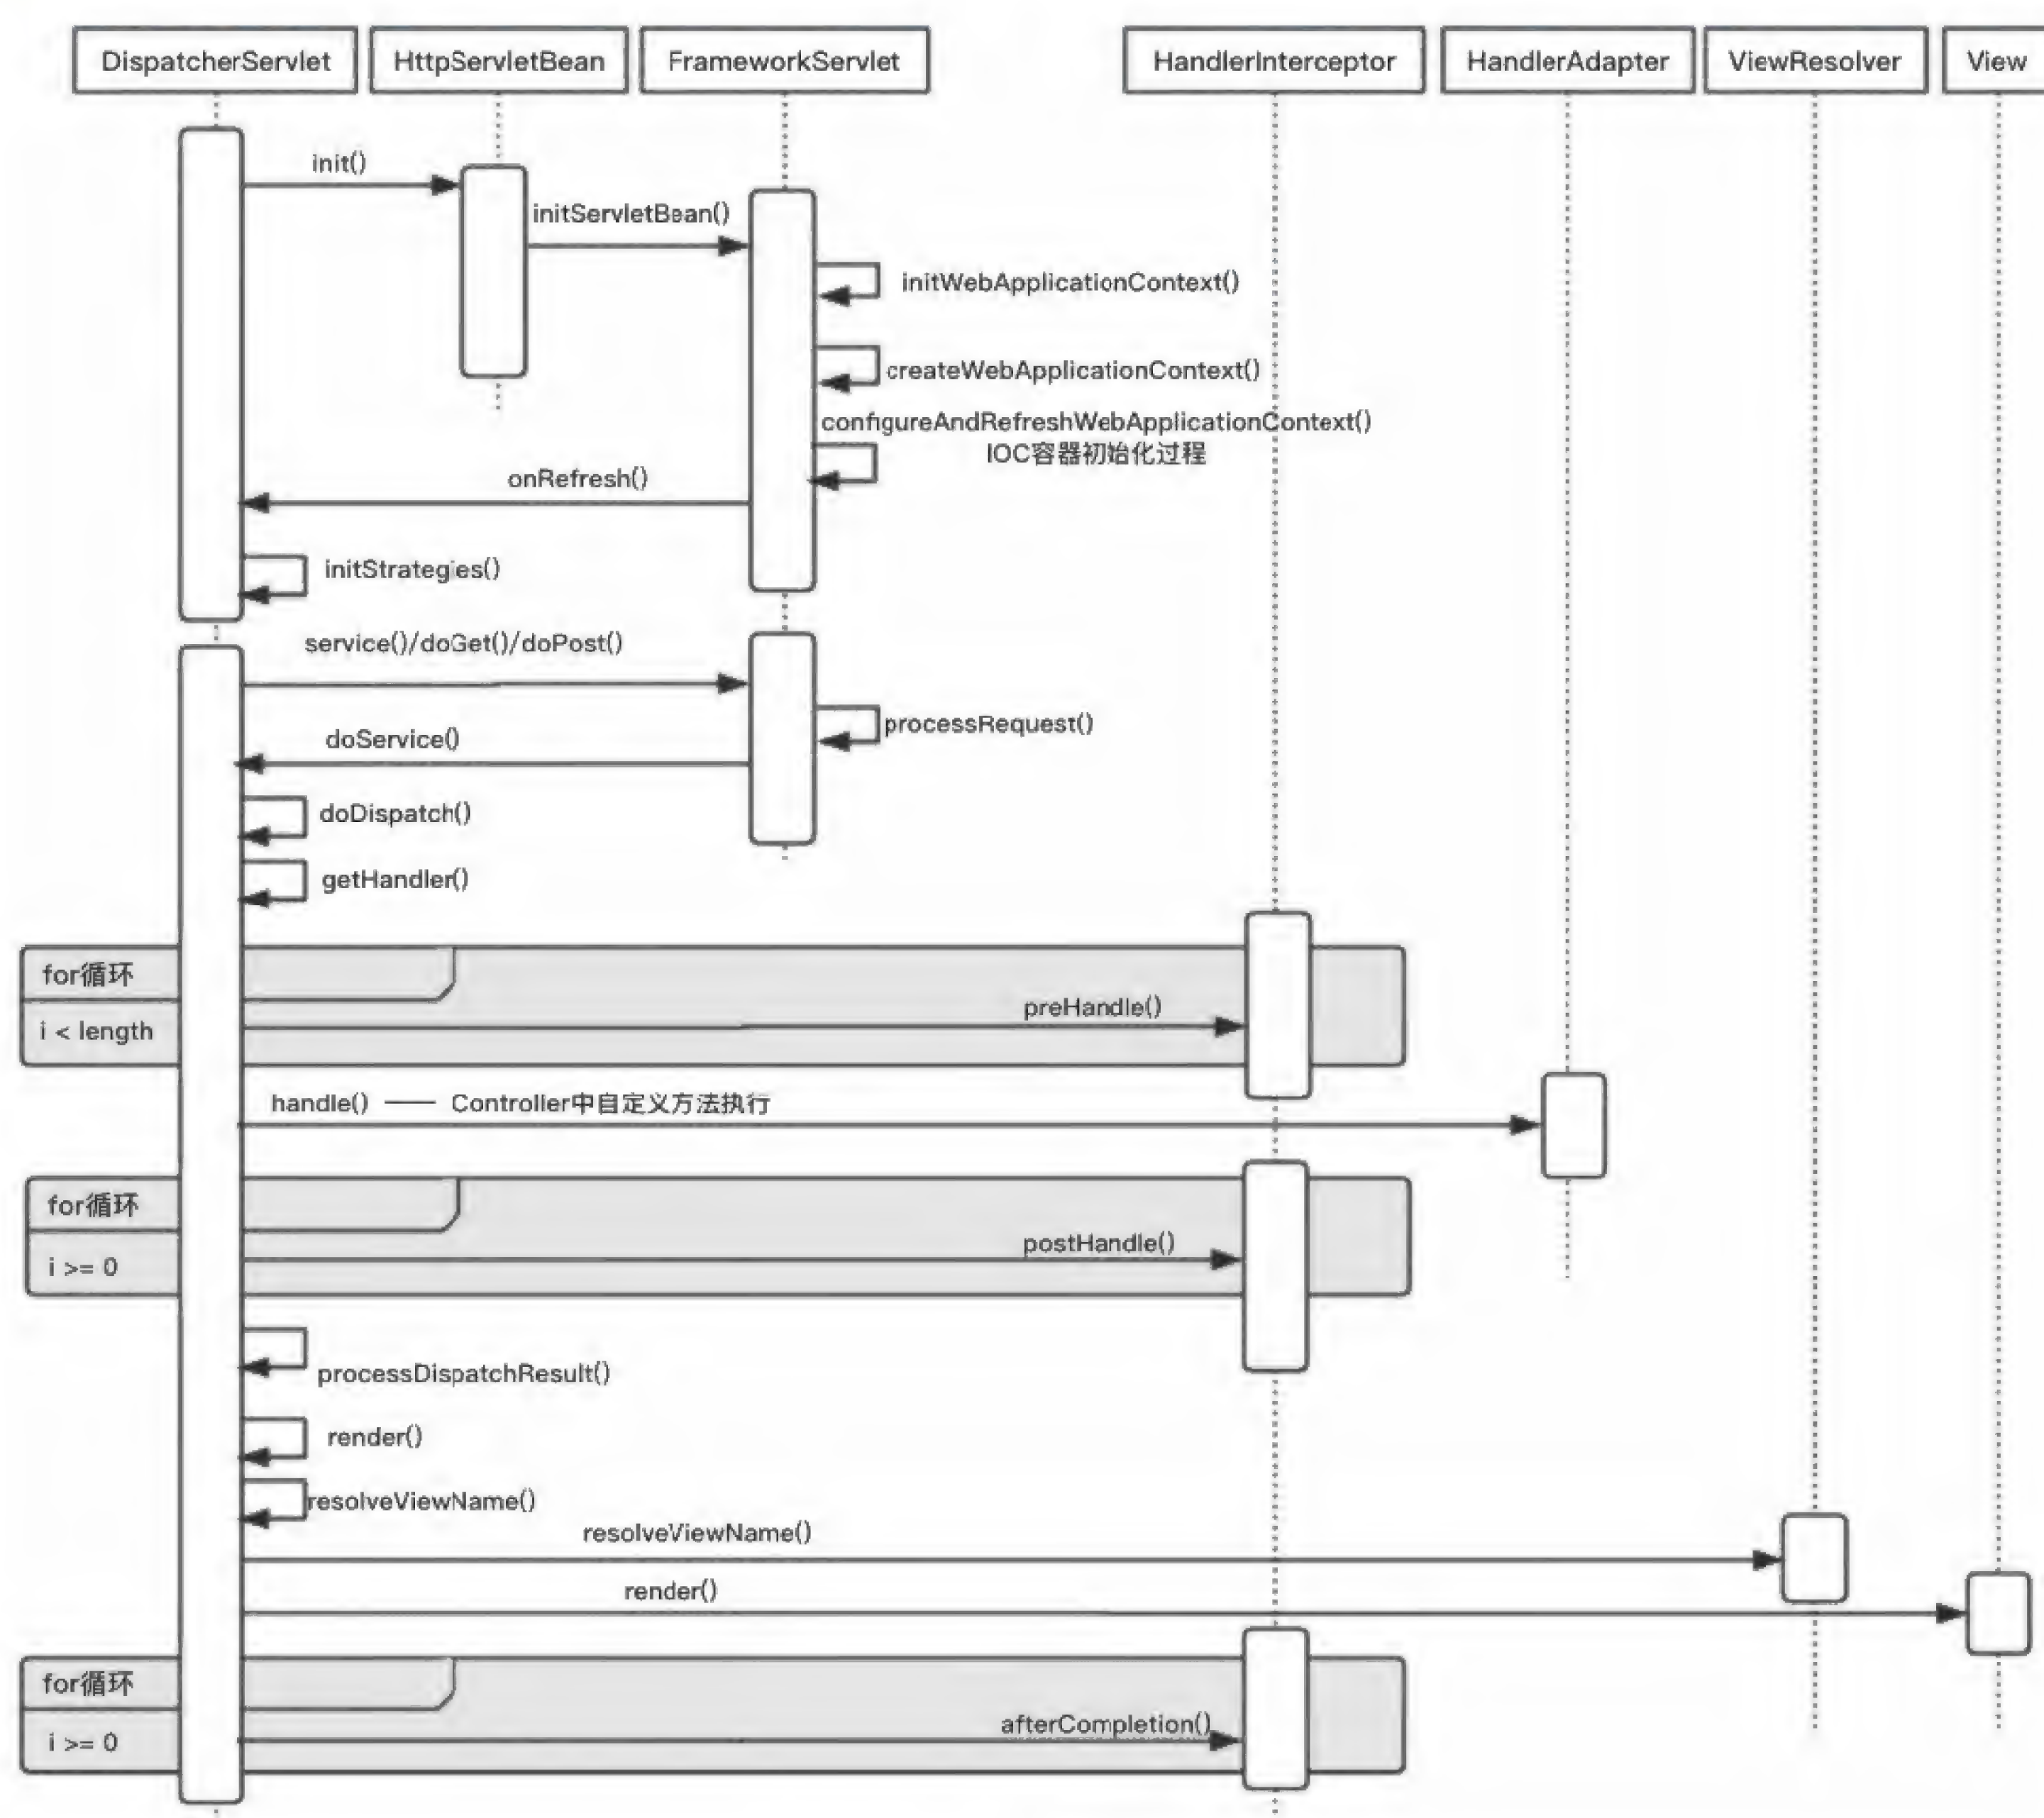 DispatcherServlet
HttpServletBean
FrameworkServlet
HandlerInterceptor
HandlerAdapter
ViewResolver
View
init()
initServletBean()
initWebApplicationContext()
createWebApplicationContext()
configureAndRefreshWebApplicationContext()
IOC容器初始化过程
onRefresh()
initStrategies()
service()/doGet()/doPost()
processRequest()
doService()
doDispatch()
getHandler()
for循环
preHandle()
i < length
handle() —— Controller中自定义方法执行
for循环
postHandle()
i >= 0
processDispatchResult()
render()
resolveViewName()
resolveViewName()
render()
for循环
afterCompletion()
i >= 0